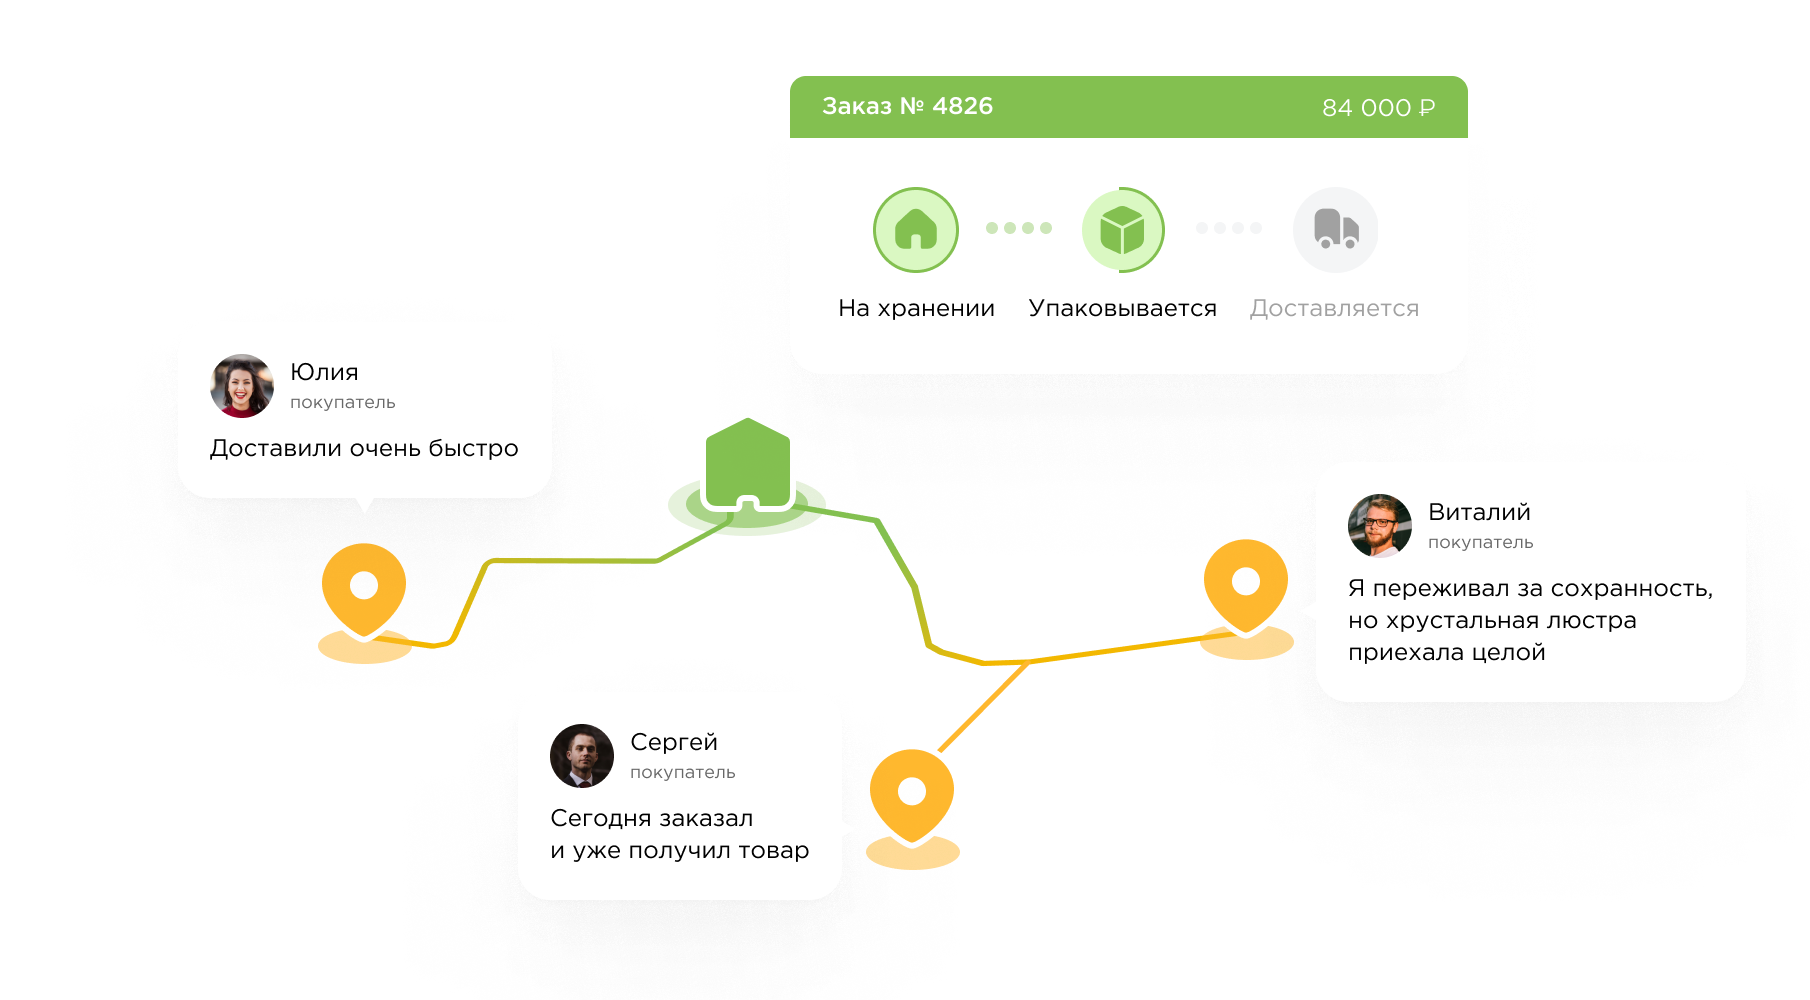 Заказ № 4826
84 000 ₽
На хранении
Упаковывается
Доставляется
Юлия
покупатель
Доставили очень быстро
Виталий
покупатель
Я переживал за сохранность,
но хрустальная люстра
приехала целой
Сергей
покупатель
Сегодня заказал
и уже получил товар